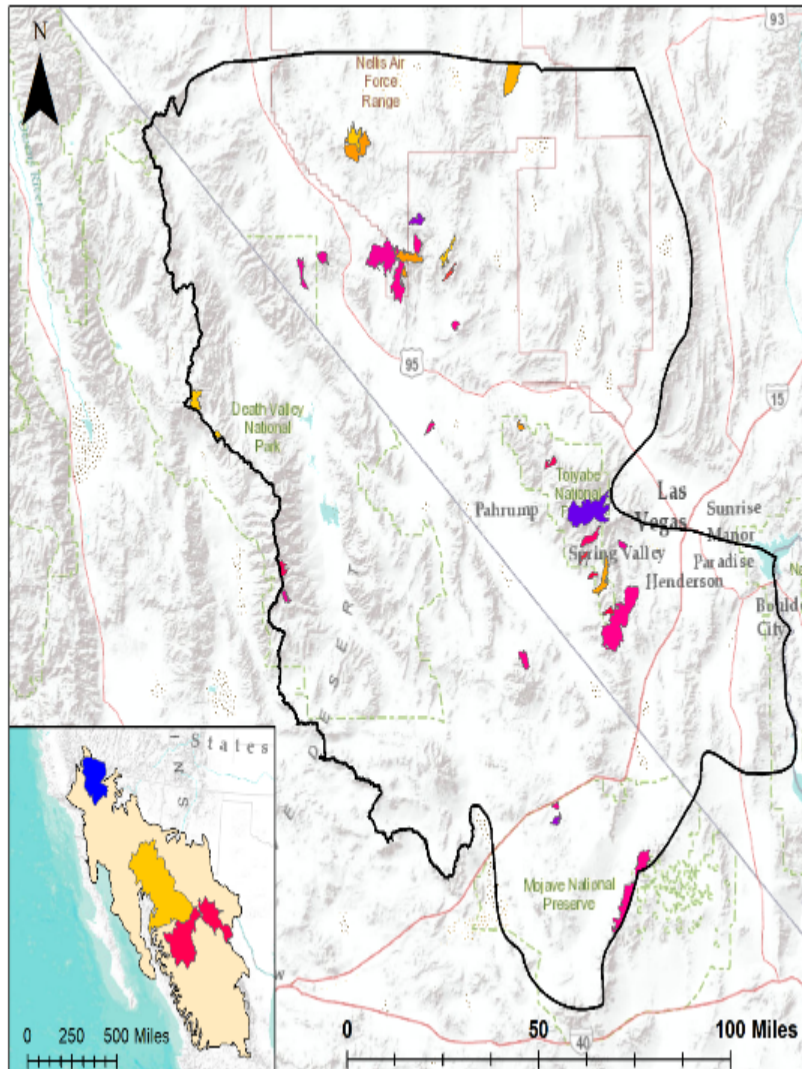 N
93
Nellis Air
Force
Range
95
15
Death Valley
National
Park
Toiyabe
National
Las
Vegas
Pahrump
Sunrise
Manor
Spring Valley
Paradise
Henderson
Bould
City
D E S E R T
Mojave National
Preserve
States
0 250 500 Miles
0 50 100 Miles
40